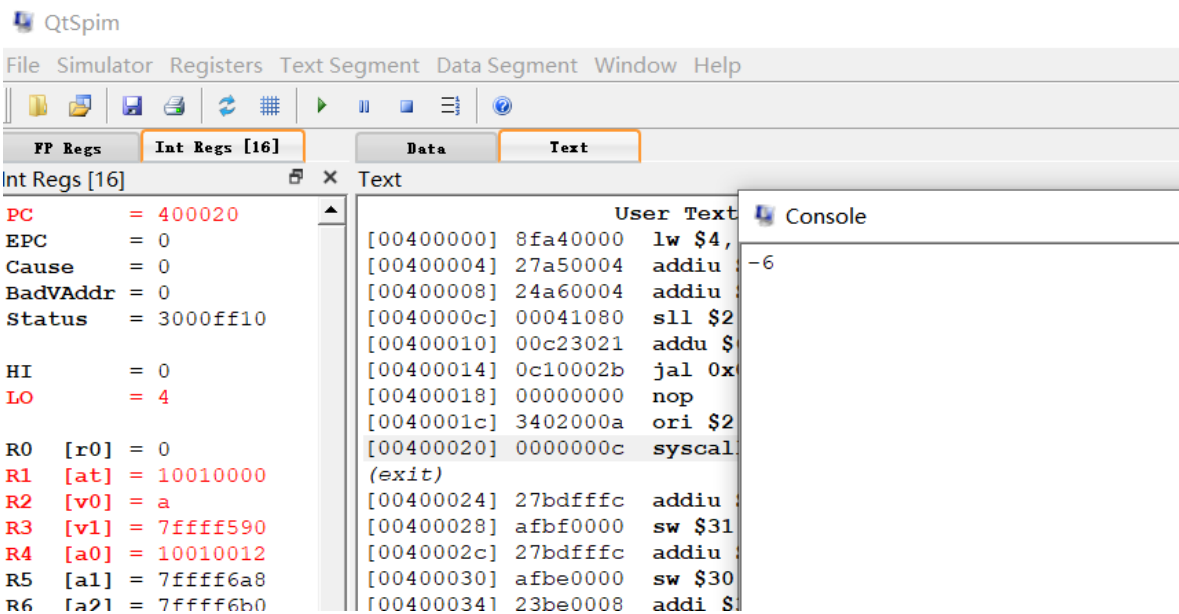 QtSpim
File Simulator Registers Text Segment Data Segment Window Help
FP Regs Int Regs [16] Data Text
Int Regs [16] Text
PC = 400020
EPC = 0
Cause = 0
BadVAddr = 0
Status = 3000ff10
HI = 0
LO = 4
R0 [r0] = 0
R1 [at] = 10010000
R2 [v0] = a
R3 [v1] = 7ffff590
R4 [a0] = 10010012
R5 [a1] = 7ffff6a8
R6 [a2] = 7ffff6b0
User Text
[00400000] 8fa40000 lw $4,
[00400004] 27a50004 addiu
[00400008] 24a60004 addiu
[0040000c] 00041080 sll $2
[00400010] 00c23021 addu $
[00400014] 0c10002b jal 0x
[00400018] 00000000 nop
[0040001c] 3402000a ori $2
[00400020] 0000000c syscal
(exit)
[00400024] 27bdfffc addiu
[00400028] afbf0000 sw $31
[0040002c] 27bdfffc addiu
[00400030] afbe0000 sw $30
[00400034] 23be0008 addi $
Console
-6